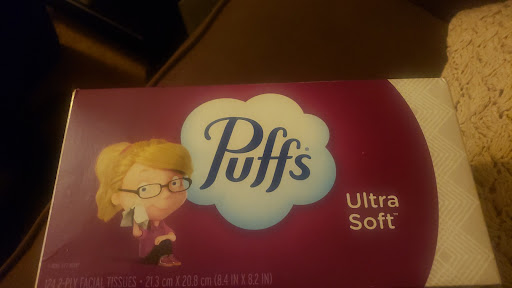 Puffs®
Ultra
Soft™
124 2-PLY FACIAL TISSUES - 21.3 cm X 20.8 cm (8.4 IN X 8.2 IN)